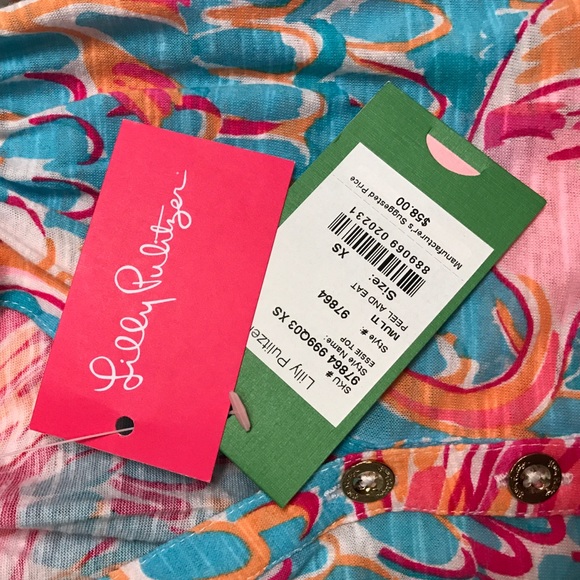 Lilly Pulitzer
Lilly Pulitzer
SKU #
97864 999Q03 XS
Style Name:
ESSIE TOP
Style #:
97864
MULTI
PEEL AND EAT
Size:
XS
889069 020231
Manufacturer's Suggested Price
$58.00